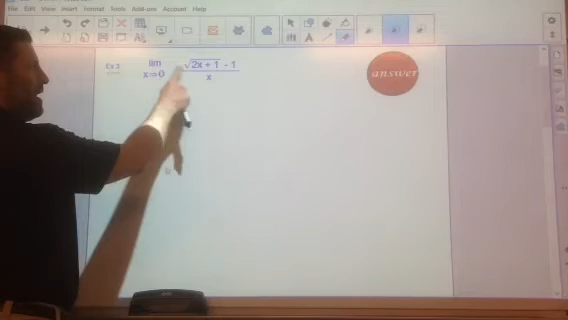 File Edit View Insert Format Tools Add-ons Account Help
Ex 3
lim
x⇒0
√2x + 1 - 1
x
answer